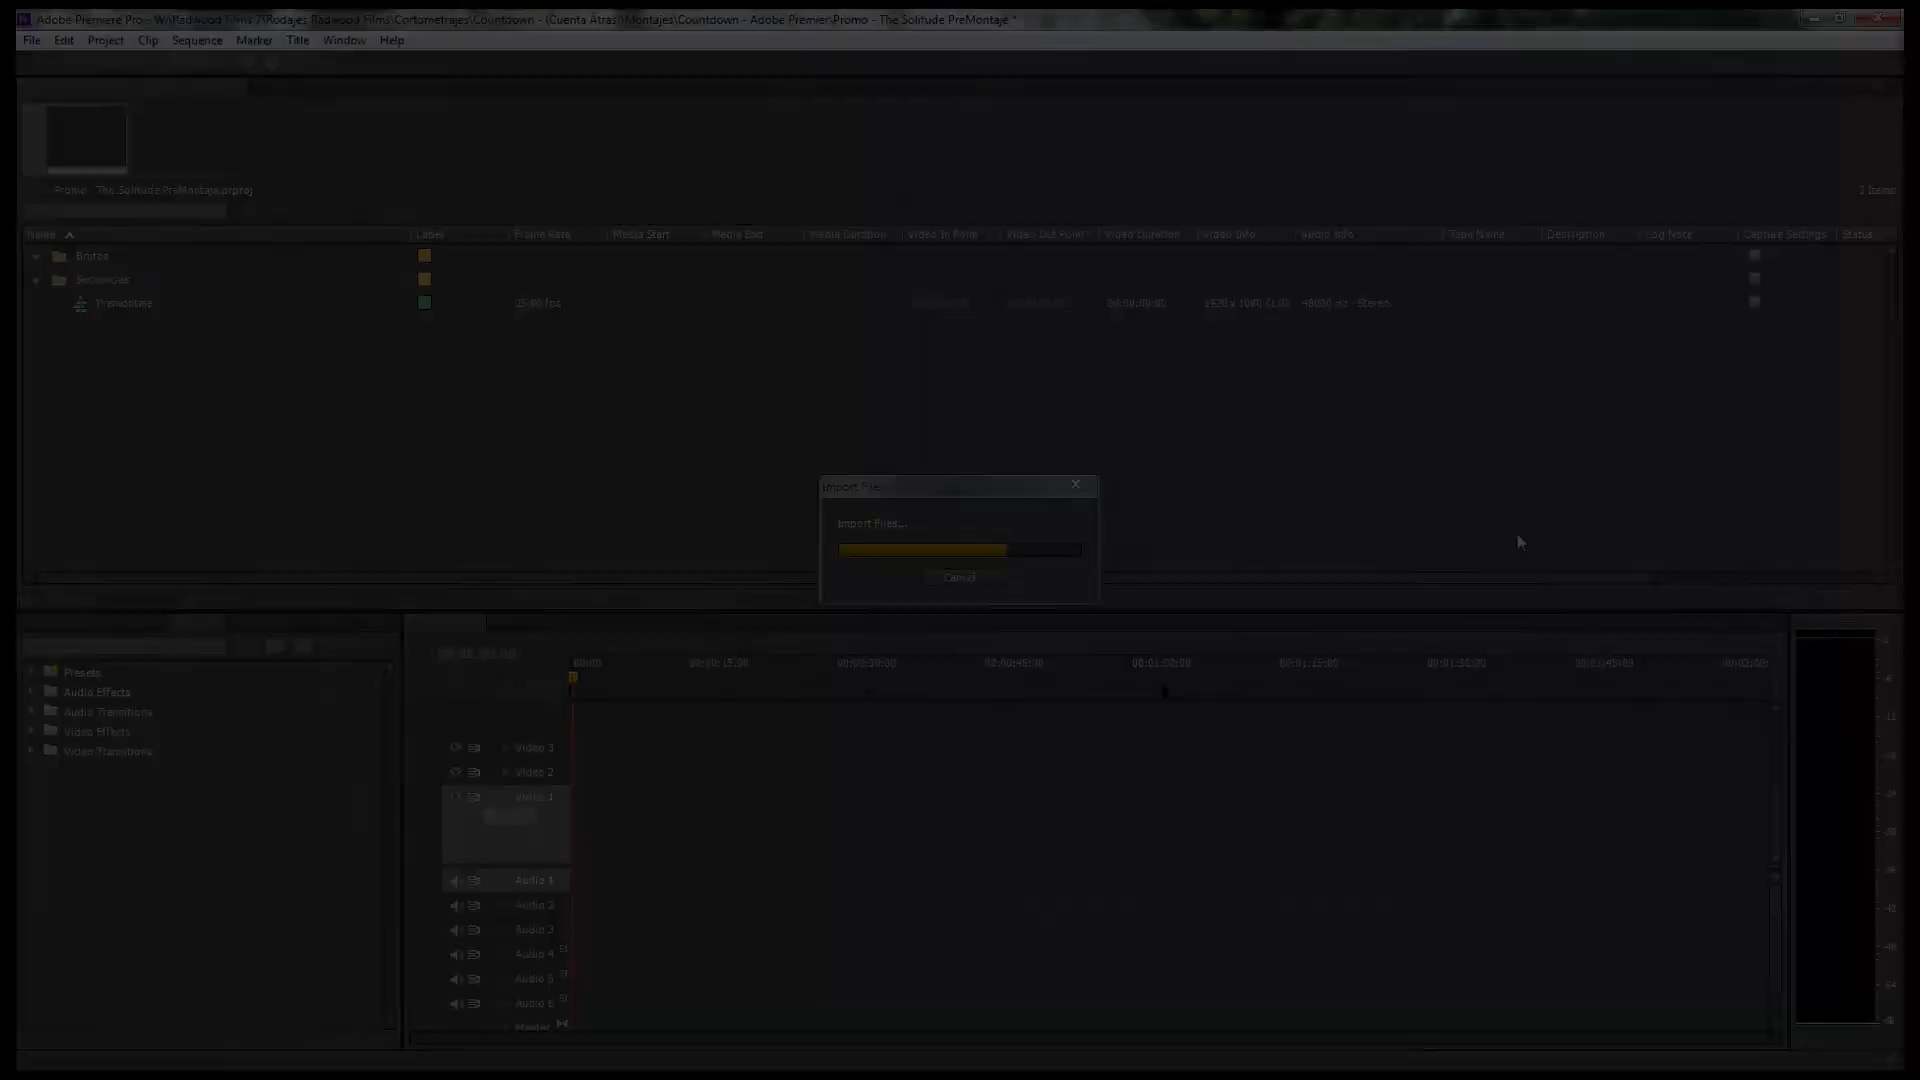 Adobe Premiere Pro - W:\Radwood Films 7\Rodajes Radwood Films\Cortometrajes\Countdown - (Cuenta Atras)\Montajes\Countdown - Adobe Premier\Promo - The Solitude PreMontaje *
File Edit Project Clip Sequence Marker Title Window Help
Promo - The Solitude PreMontaje.prproj
3 Items
Name Label Frame Rate Media Start Media End Media Duration Video In Point Video Out Point Video Duration Video Info Audio Info Tape Name Description Log Note Capture Settings Status
Brutos
Secuencias
Premontaje 25,00 fps 00:00:00:00 1920 x 1080 (1,0) 48000 Hz - Stereo
Import Files
Import Files...
Cancel
00:00 00:00:15:00 00:00:30:00 00:00:45:00 00:01:00:00 00:01:15:00 00:01:30:00 00:01:45:00 00:02:00:
Presets
Audio Effects
Audio Transitions
Video Effects
Video Transitions
Video 3
Video 2
Video 1
Audio 1
Audio 2
Audio 3
Audio 4
Audio 5
Audio 6
Master